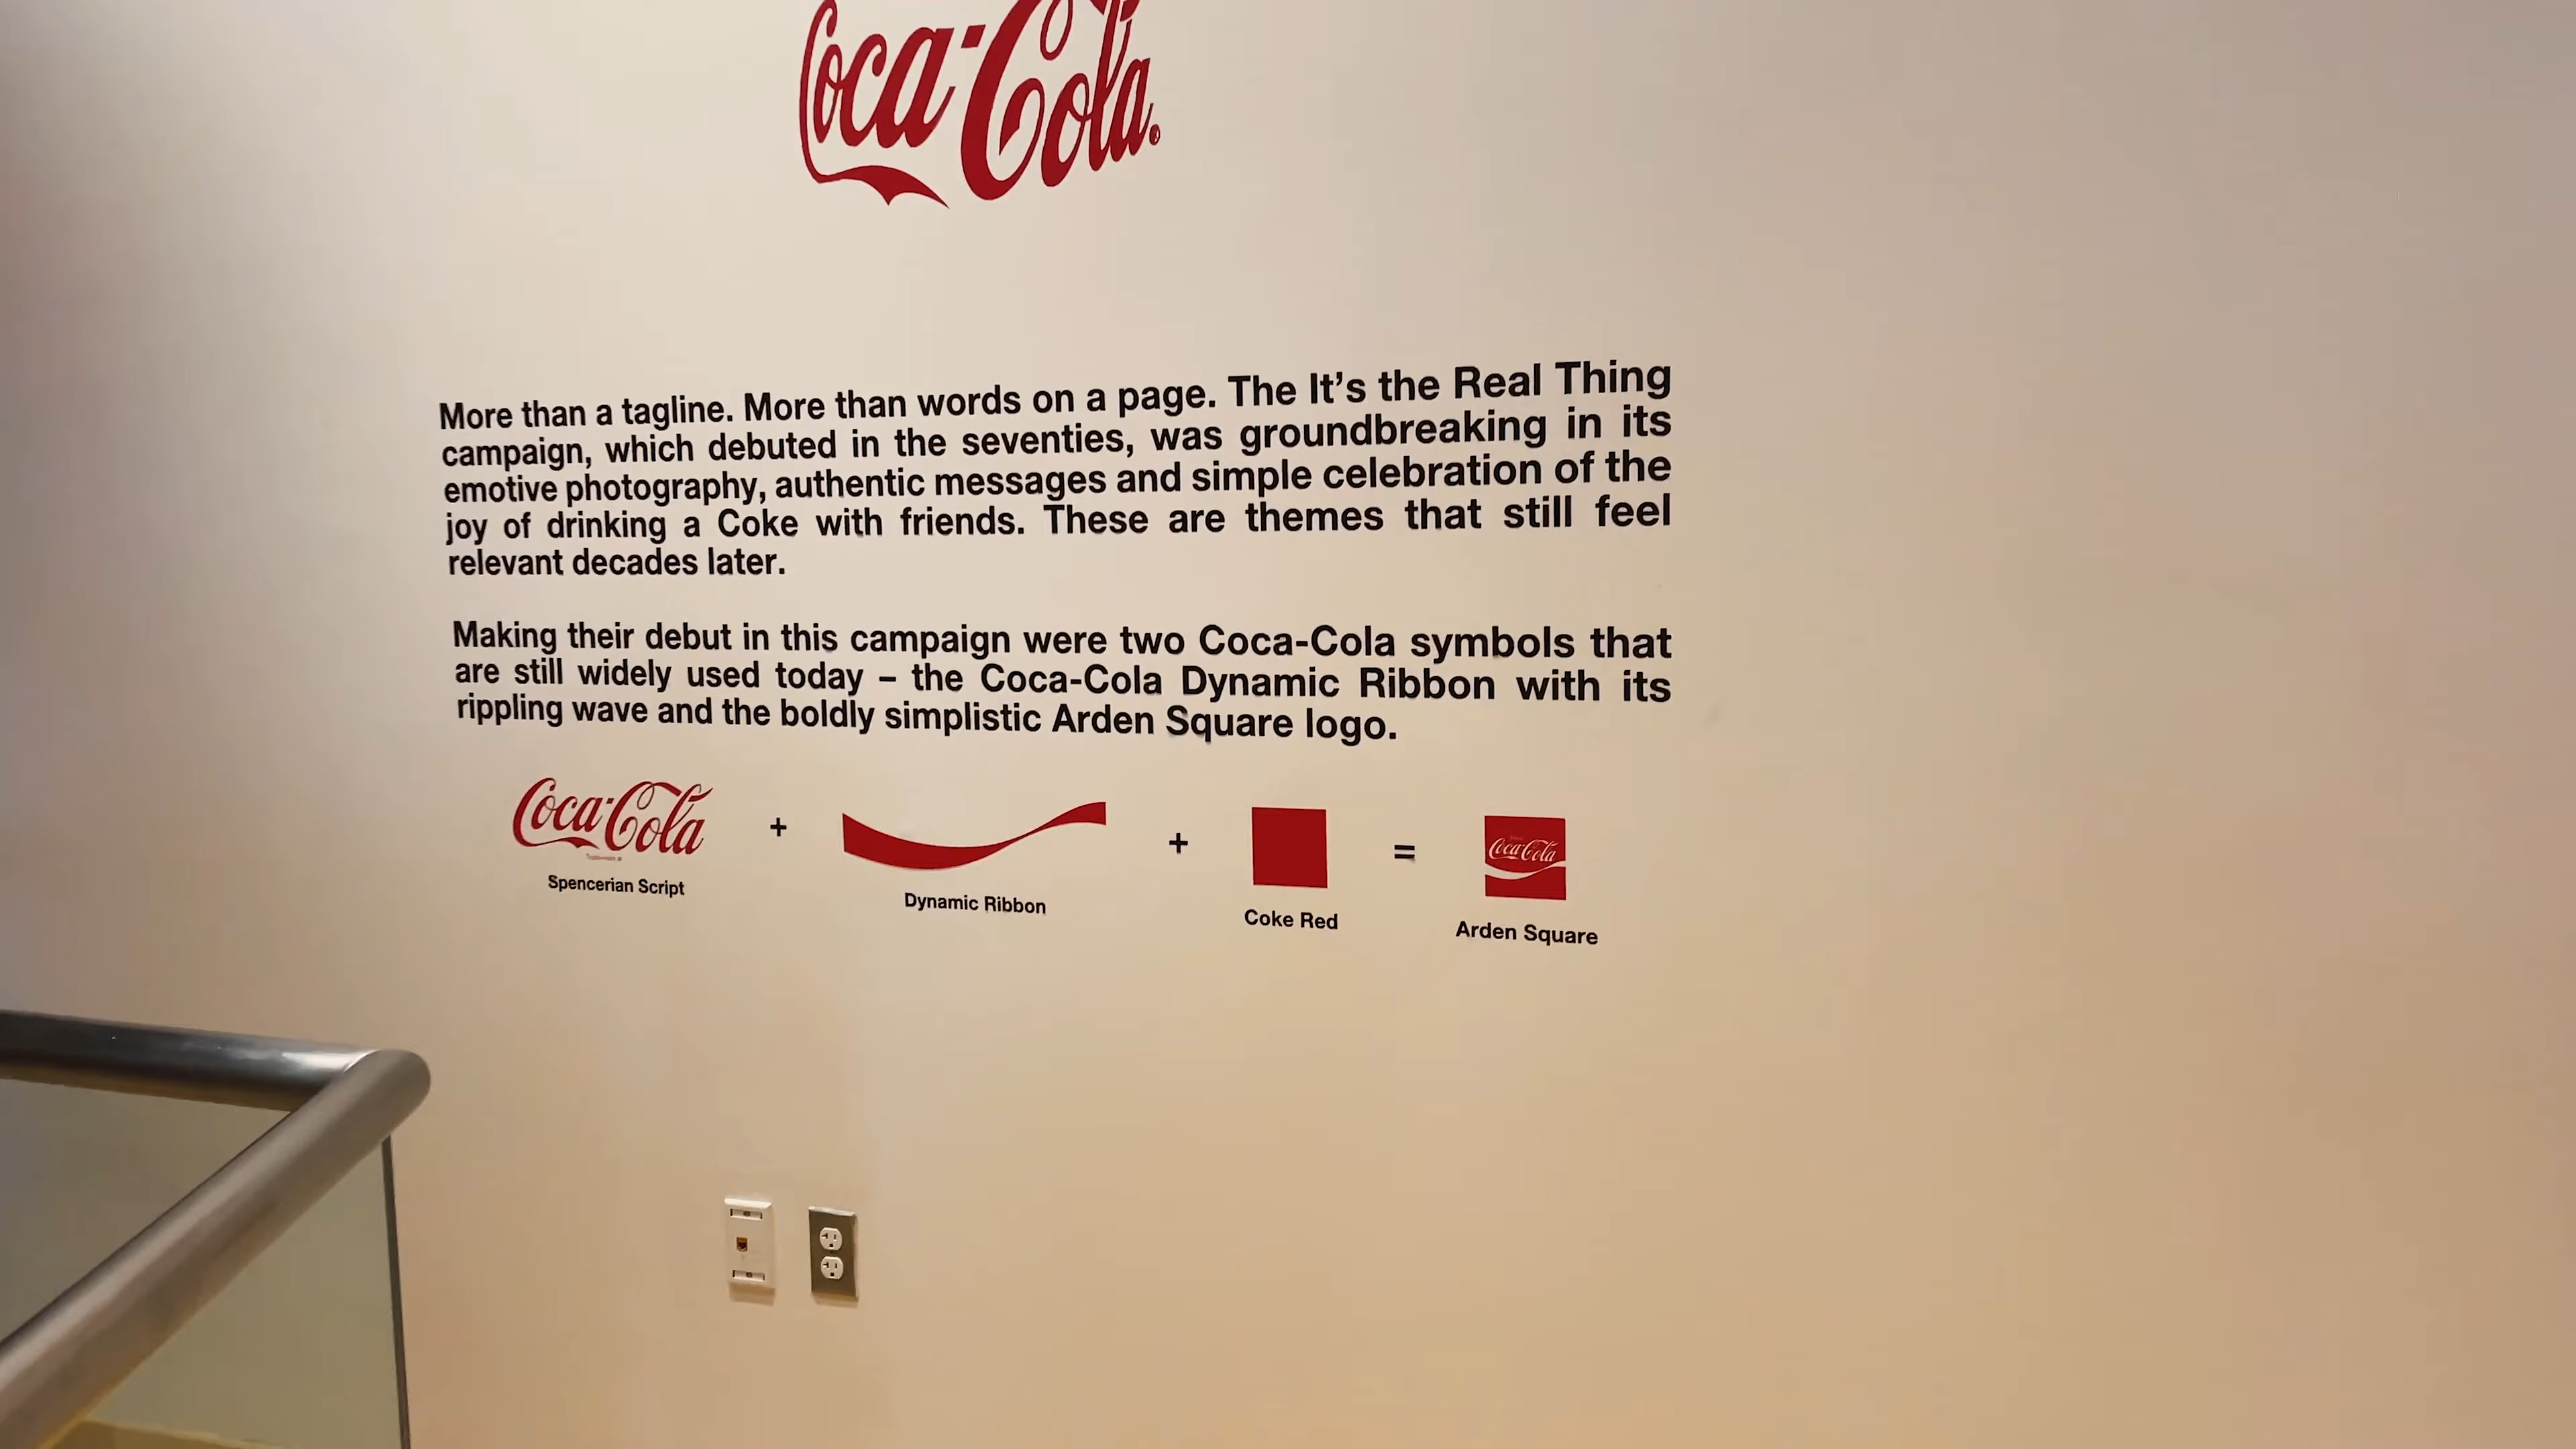 Coca-Cola®
More than a tagline. More than words on a page. The It's the Real Thing
campaign, which debuted in the seventies, was groundbreaking in its
emotive photography, authentic messages and simple celebration of the
joy of drinking a Coke with friends. These are themes that still feel
relevant decades later.
Making their debut in this campaign were two Coca-Cola symbols that
are still widely used today – the Coca-Cola Dynamic Ribbon with its
rippling wave and the boldly simplistic Arden Square logo.
Coca-Cola + + = Coca-Cola
Spencerian Script Dynamic Ribbon Coke Red Arden Square